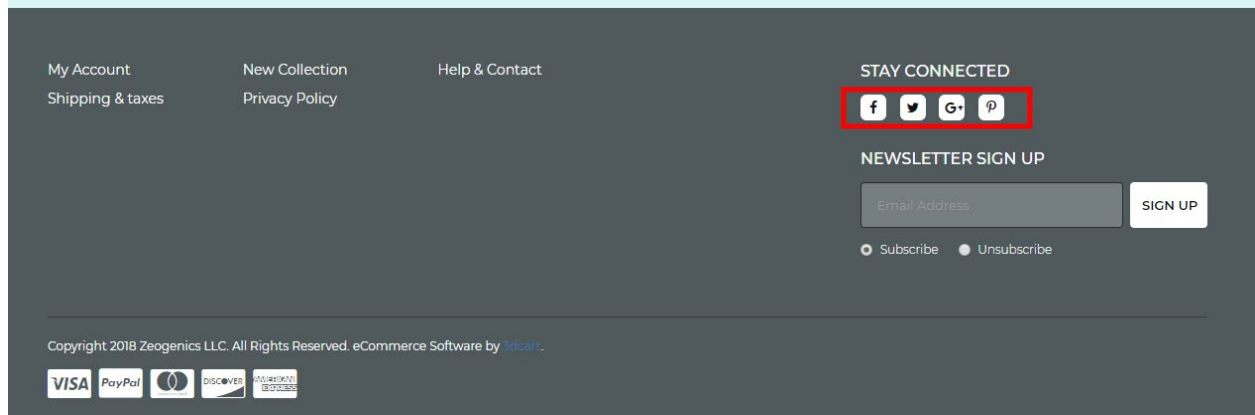 My Account
Shipping & taxes
New Collection
Privacy Policy
Help & Contact
STAY CONNECTED
f G+
NEWSLETTER SIGN UP
Email Address SIGN UP
Subscribe Unsubscribe
Copyright 2018 Zeogenics LLC. All Rights Reserved. eCommerce Software by 3dcart.
VISA PayPal DISCOVER AMERICAN EXPRESS